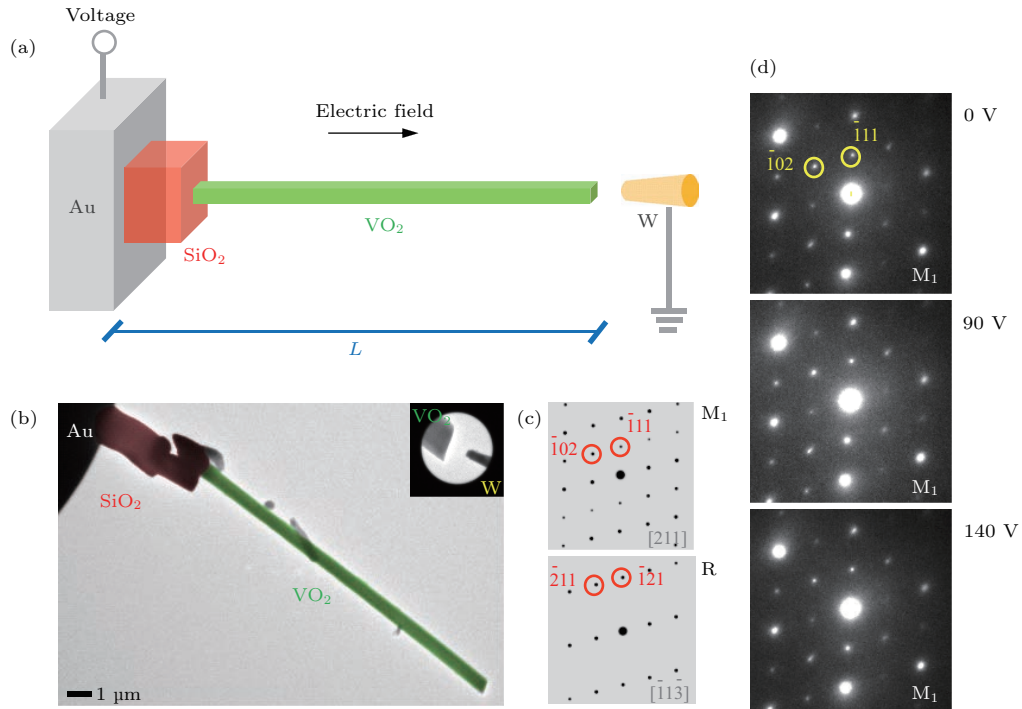 (a)
Voltage
Electric field
Au
SiO₂
VO₂
W
L
(b)
Au
SiO₂
VO₂
1 μm
VO₂
W
(c)
M₁
1̄02
1̄11
[211]
R
2̄11
1̄21
[1̄13̄]
(d)
0 V
1̄02
1̄11
M₁
90 V
M₁
140 V
M₁